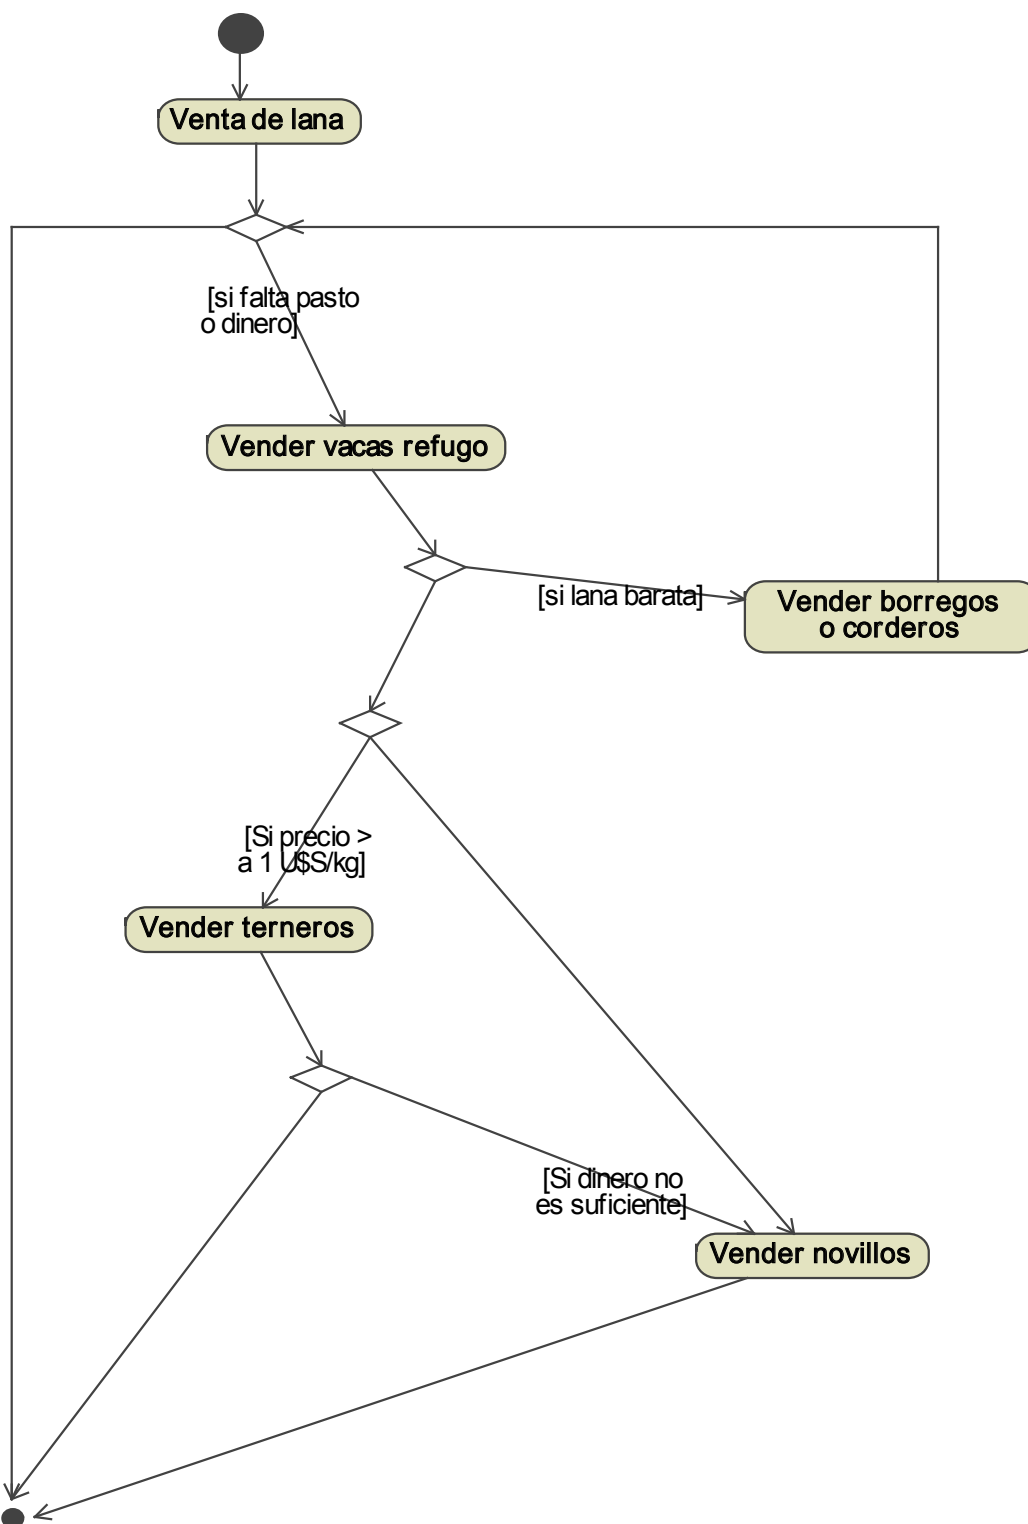 Venta de lana
[si falta pasto
o dinero]
Vender vacas refugo
[si lana barata]
Vender borregos
o corderos
[Si precio >
a 1 U$S/kg]
Vender terneros
[Si dinero no
es suficiente]
Vender novillos